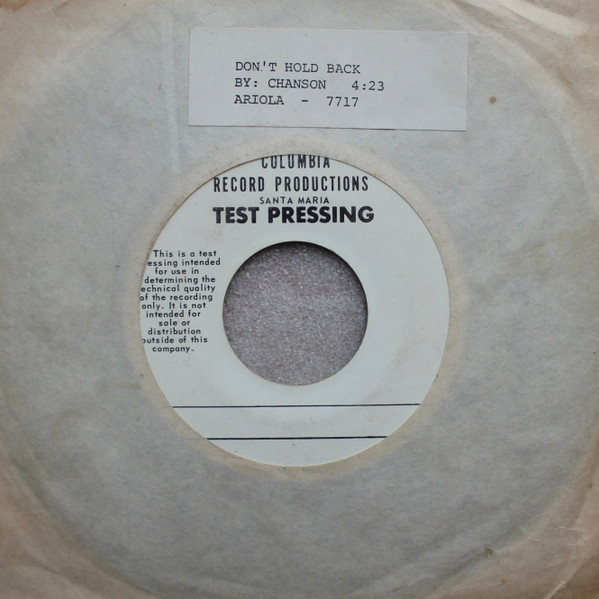 DON.'T HOLD BACK
BY: CHANSON 4:23
ARIOLA - 7717
COLUMBIA
RECORD PRODUCTIONS
SANTA MARIA
TEST PRESSING
This is a test
essing intended
for use in
determining the
echnical quality
of the recording
only. It is not
intended for
sale or
distribution
outside of this
company.